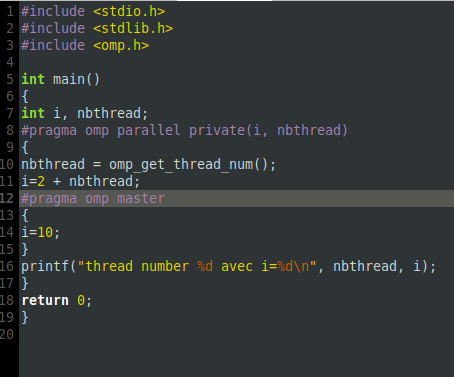 1 #include <stdio.h>
2 #include <stdlib.h>
3 #include <omp.h>
4
5 int main()
6 {
7 int i, nbthread;
8 #pragma omp parallel private(i, nbthread)
9 {
10 nbthread = omp_get_thread_num();
11 i=2 + nbthread;
12 #pragma omp master
13 {
14 i=10;
15 }
16 printf("thread number %d avec i=%d\n", nbthread, i);
17 }
18 return 0;
19 }
20